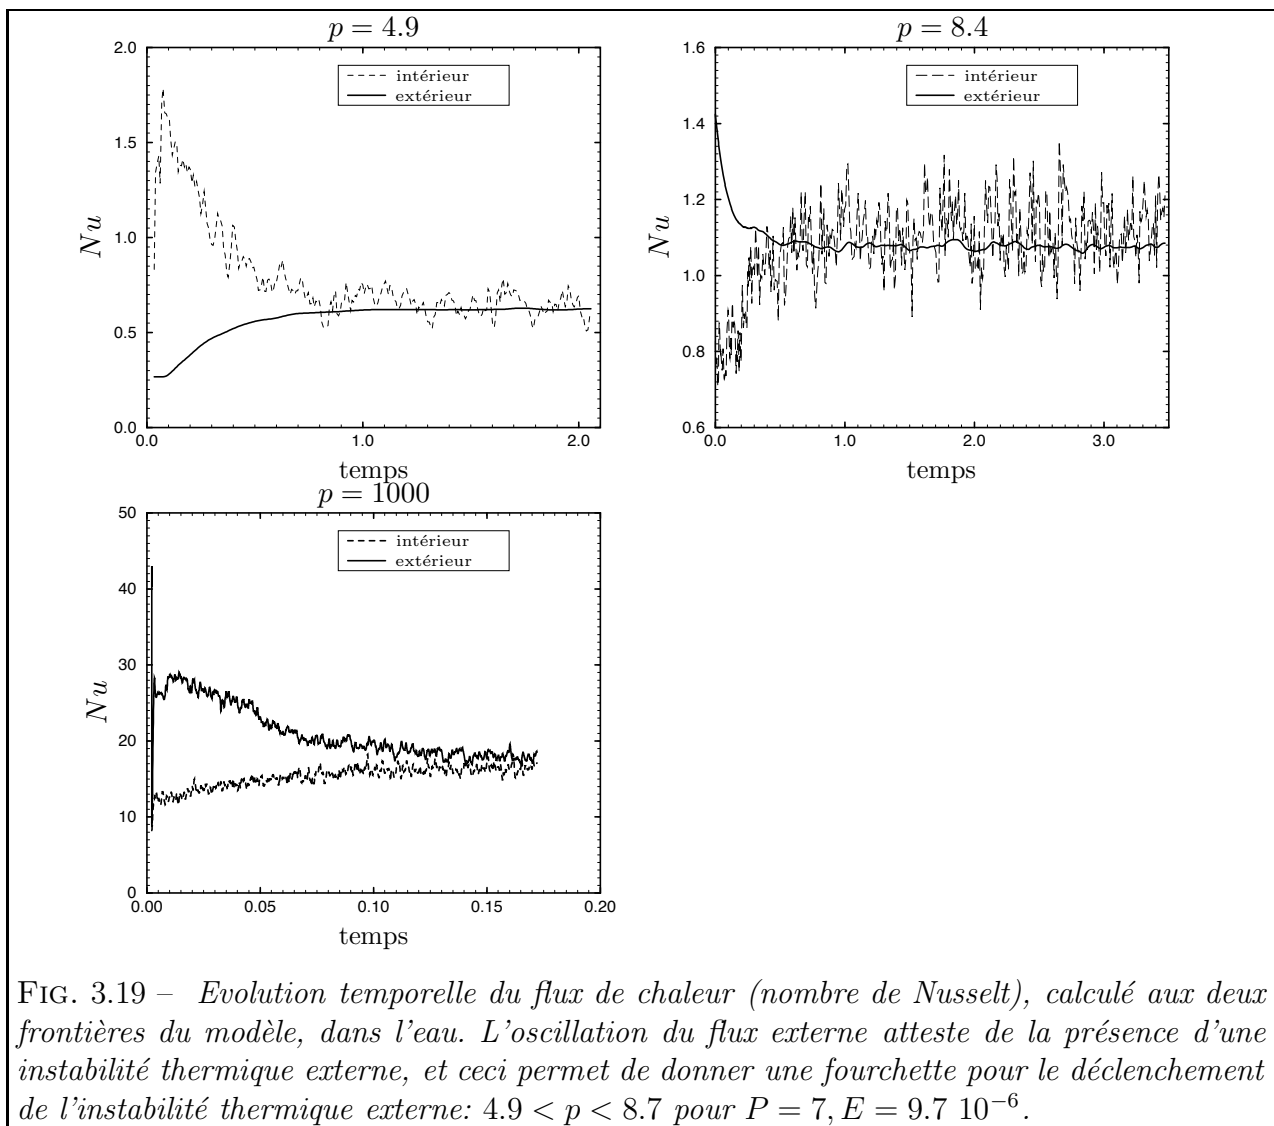 p = 4.9
2.0
1.5
1.0
0.5
0.0
Nu
intérieur
extérieur
0.0 1.0 2.0
temps
p = 8.4
1.6
1.4
1.2
1.0
0.8
0.6
Nu
intérieur
extérieur
0.0 1.0 2.0 3.0
temps
p = 1000
50
40
30
20
10
0
Nu
intérieur
extérieur
0.00 0.05 0.10 0.15 0.20
temps
FIG. 3.19 – Evolution temporelle du flux de chaleur (nombre de Nusselt), calculé aux deux
frontières du modèle, dans l'eau. L'oscillation du flux externe atteste de la présence d'une
instabilité thermique externe, et ceci permet de donner une fourchette pour le déclenchement
de l'instabilité thermique externe: 4.9 < p < 8.7 pour P = 7, E = 9.7 10⁻⁶.